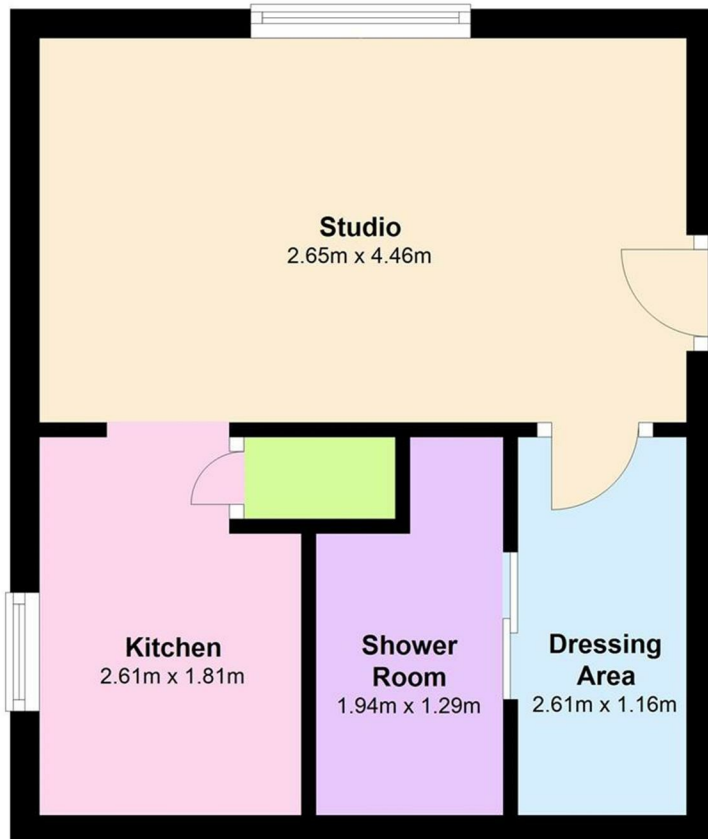 Studio
2.65m x 4.46m
Kitchen
2.61m x 1.81m
Shower
Room
1.94m x 1.29m
Dressing
Area
2.61m x 1.16m